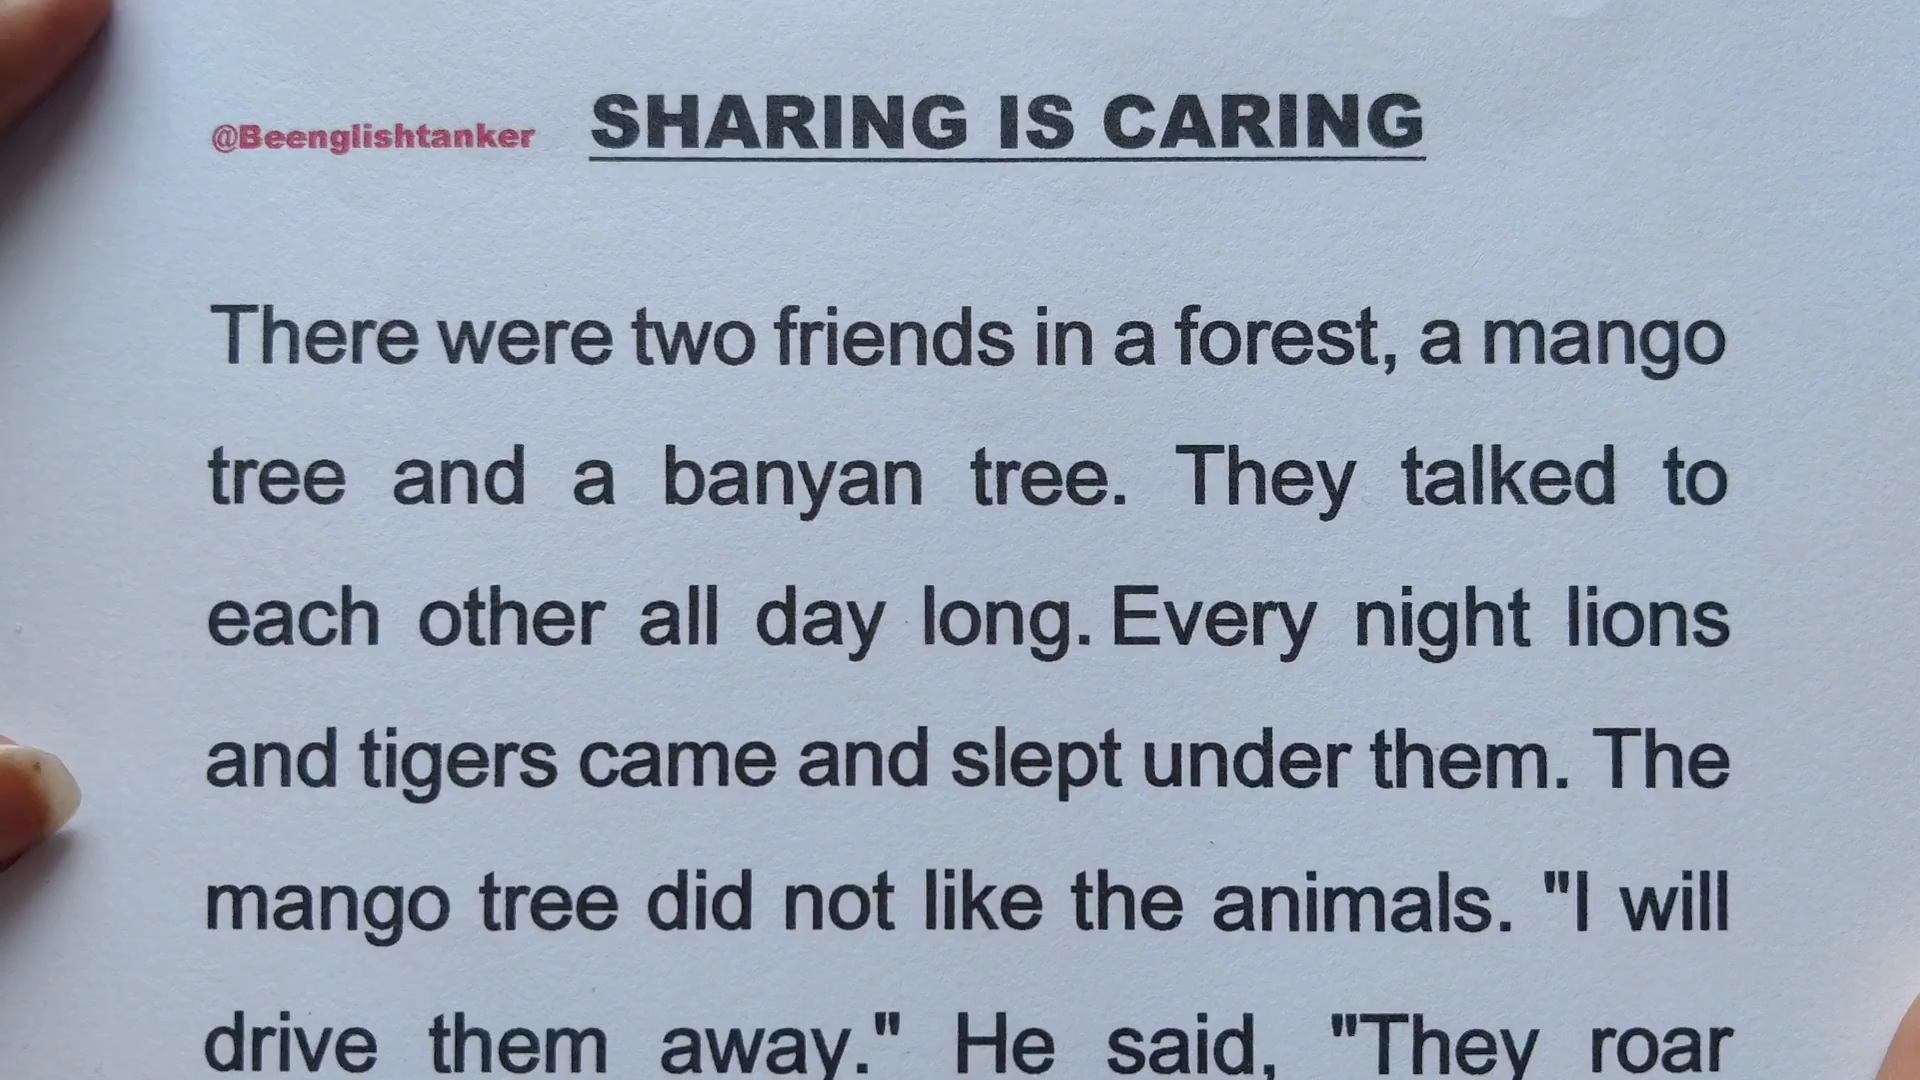 @Beenglishtanker SHARING IS CARING
There were two friends in a forest, a mango
tree and a banyan tree. They talked to
each other all day long. Every night lions
and tigers came and slept under them. The
mango tree did not like the animals. "I will
drive them away." He said, "They roar